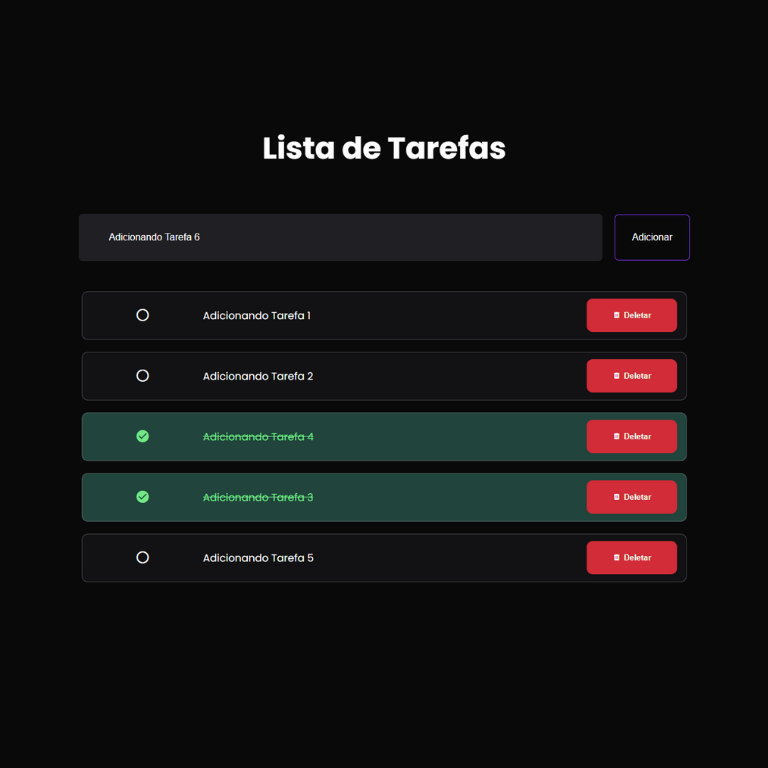 Lista de Tarefas
Adicionando Tarefa 6
Adicionar
Adicionando Tarefa 1
Deletar
Adicionando Tarefa 2
Deletar
Adicionando Tarefa 4
Deletar
Adicionando Tarefa 3
Deletar
Adicionando Tarefa 5
Deletar